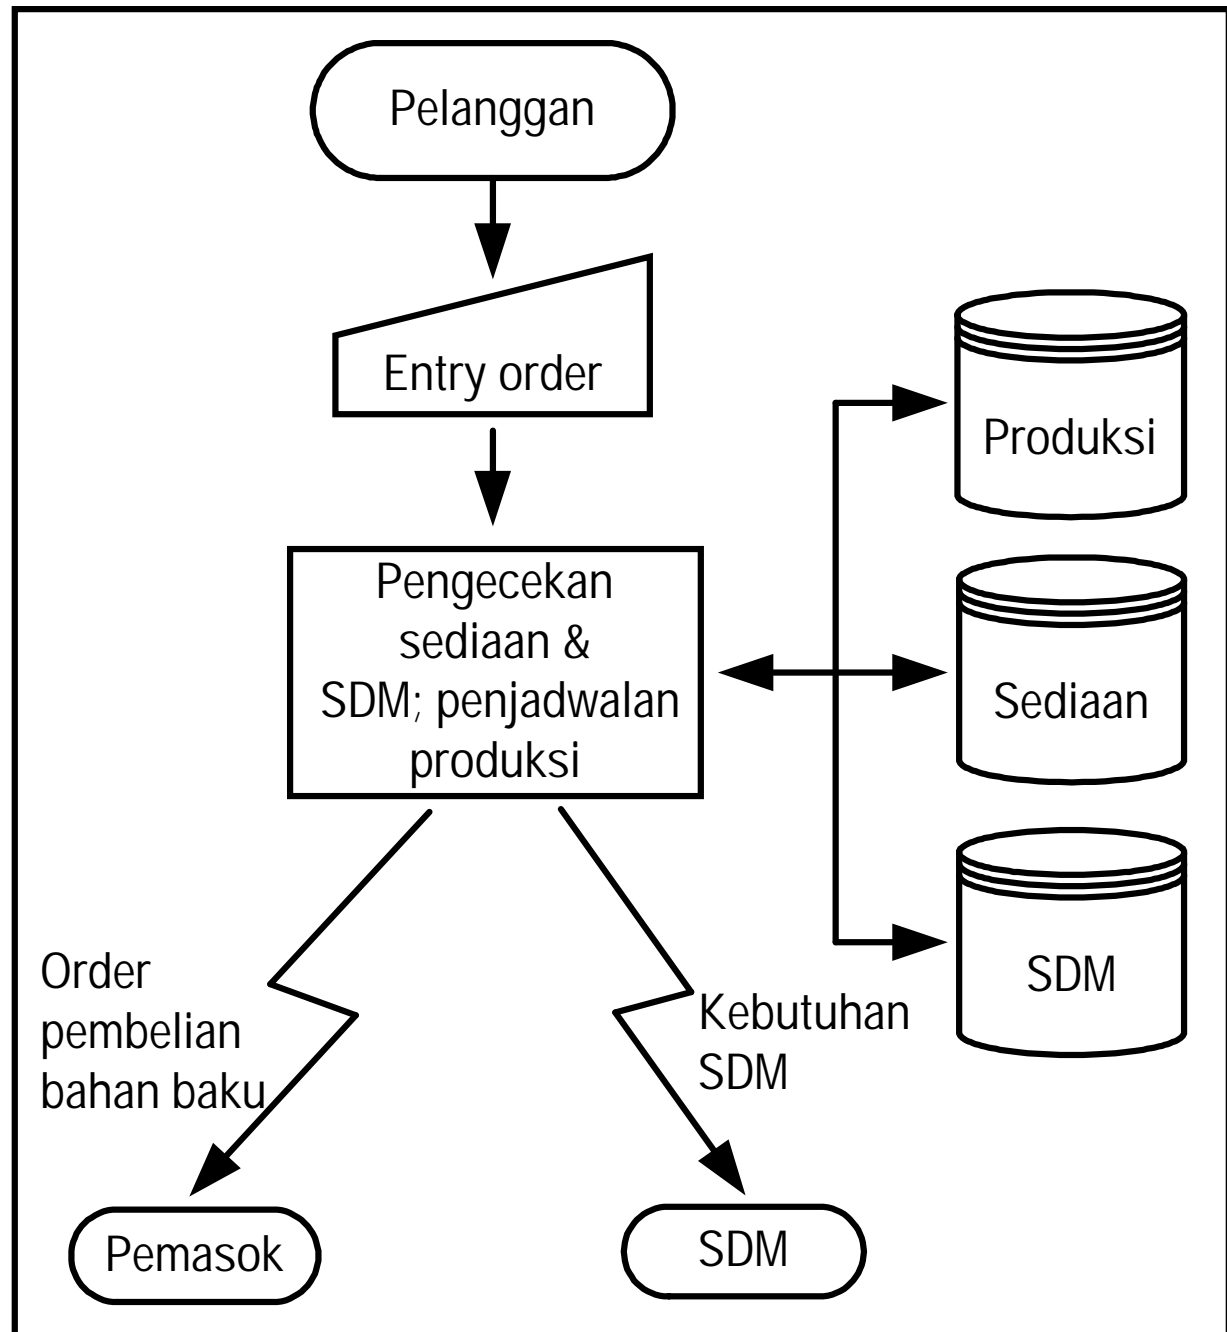 Pelanggan
Entry order
Pengecekan
sediaan &
SDM; penjadwalan
produksi
Produksi
Sediaan
SDM
Order
pembelian
bahan baku
Kebutuhan
SDM
Pemasok
SDM